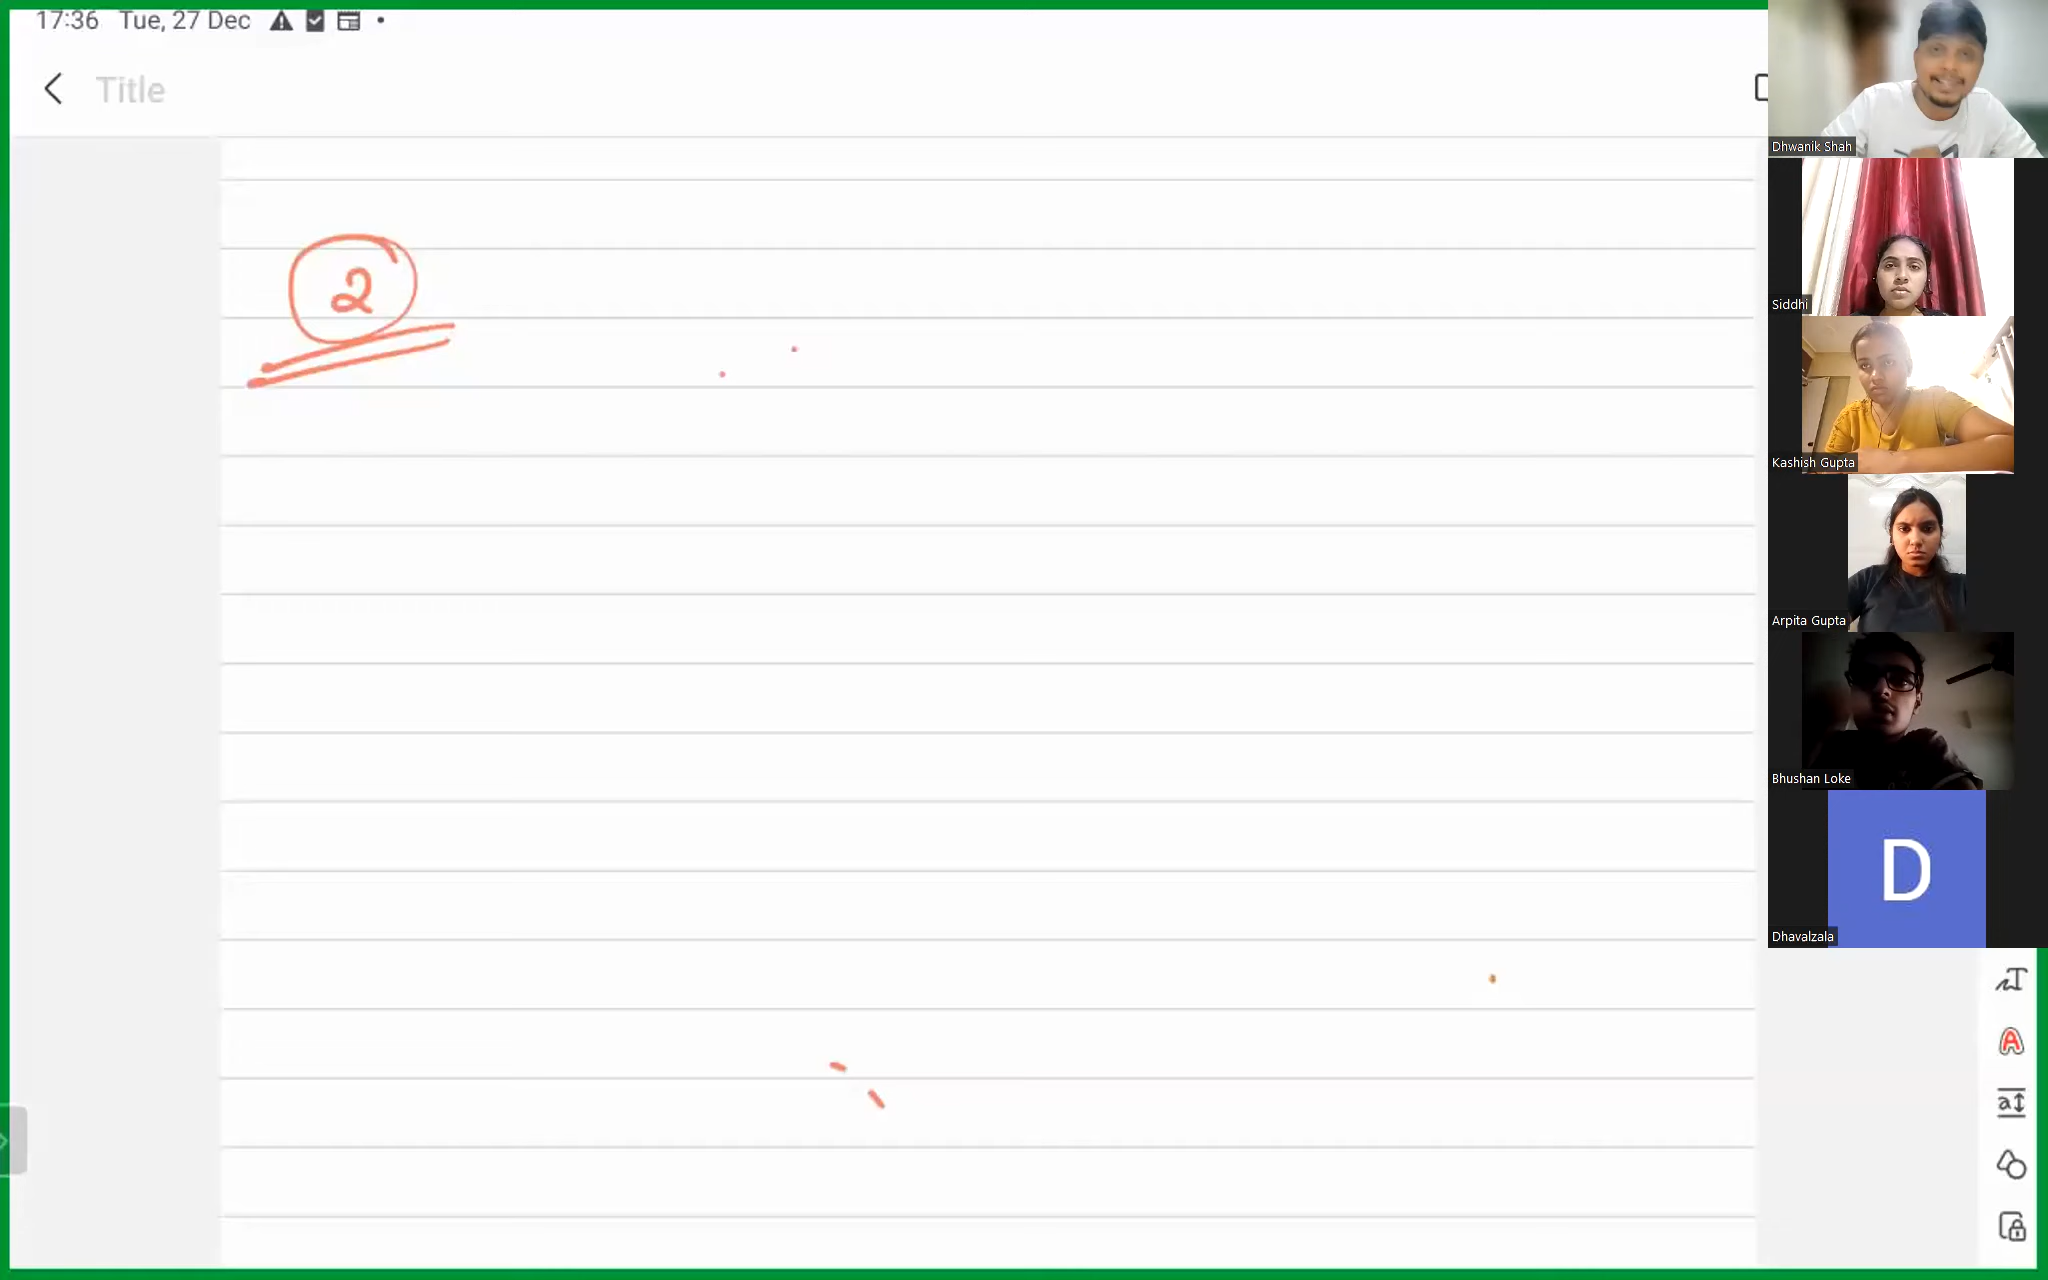 17:36 Tue, 27 Dec
Title
2
Dhwanik Shah
Siddhi
Kashish Gupta
Arpita Gupta
Bhushan Loke
D
Dhavalzala
T
A
a